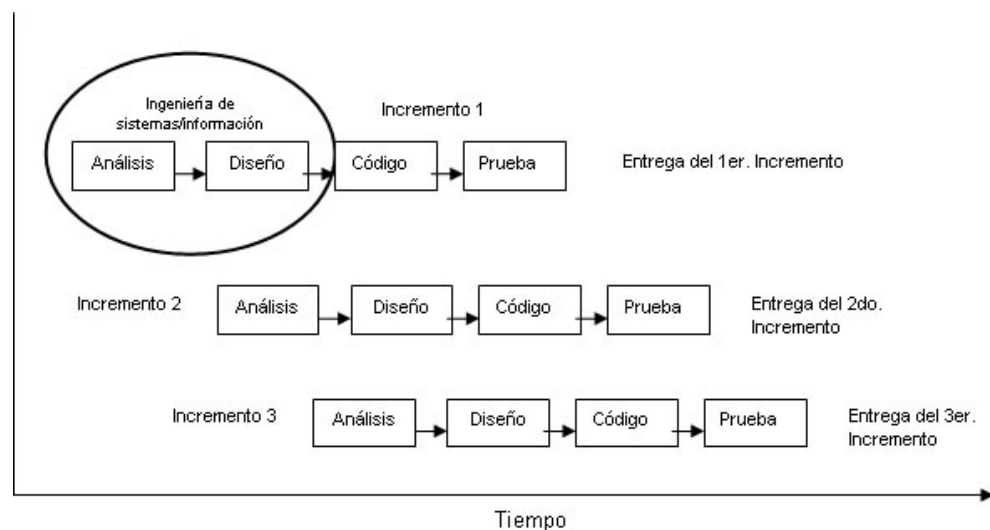 Ingeniería de
sistemas/información
Incremento 1
Análisis
Diseño
Código
Prueba
Entrega del 1er. Incremento
Incremento 2
Análisis
Diseño
Código
Prueba
Entrega del 2do.
Incremento
Incremento 3
Análisis
Diseño
Código
Prueba
Entrega del 3er.
Incremento
Tiempo